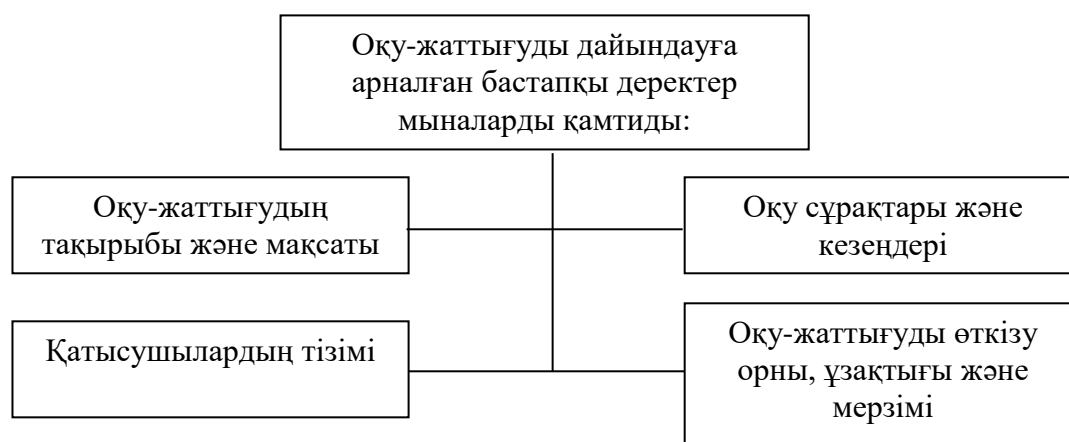 Оқу-жаттығуды дайындауға
арналған бастапқы деректер
мыналарды қамтиды:
Оқу-жаттығудың
тақырыбы және мақсаты
Оқу сұрақтары және
кезеңдері
Қатысушылардың тізімі
Оқу-жаттығуды өткізу
орны, ұзақтығы және
мерзімі